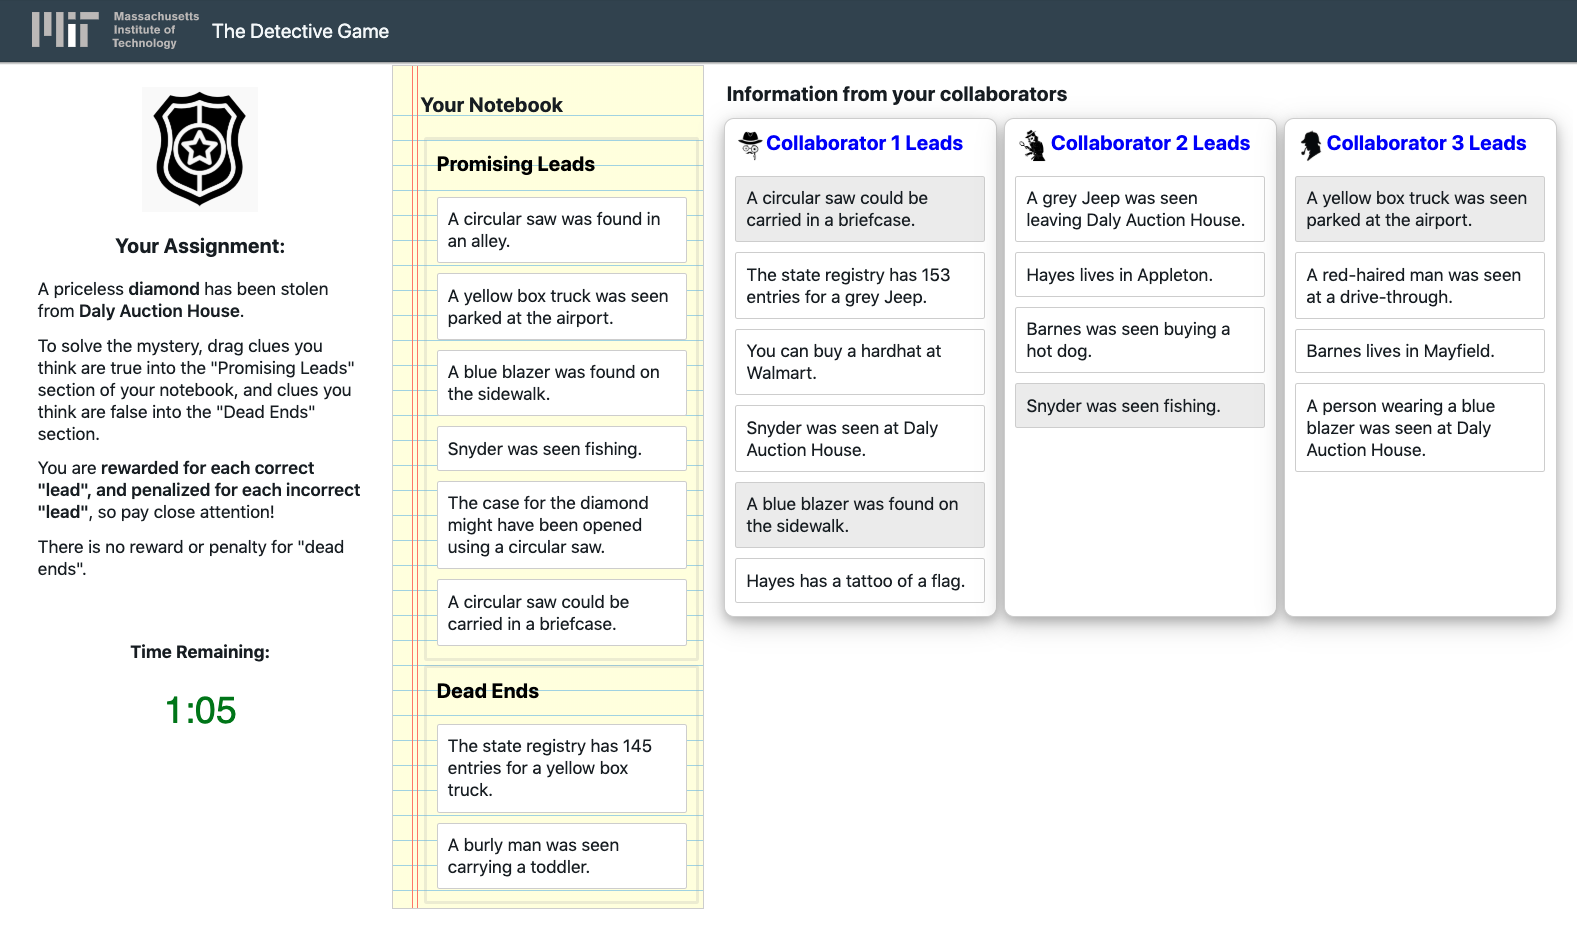 Massachusetts
Institute of
Technology
The Detective Game
Your Assignment:
A priceless diamond has been stolen
from Daly Auction House.
To solve the mystery, drag clues you
think are true into the "Promising Leads"
section of your notebook, and clues you
think are false into the "Dead Ends"
section.
You are rewarded for each correct
"lead", and penalized for each incorrect
"lead", so pay close attention!
There is no reward or penalty for "dead
ends".
Time Remaining:
1:05
Your Notebook
Promising Leads
A circular saw was found in
an alley.
A yellow box truck was seen
parked at the airport.
A blue blazer was found on
the sidewalk.
Snyder was seen fishing.
The case for the diamond
might have been opened
using a circular saw.
A circular saw could be
carried in a briefcase.
Dead Ends
The state registry has 145
entries for a yellow box
truck.
A burly man was seen
carrying a toddler.
Information from your collaborators
Collaborator 1 Leads
A circular saw could be
carried in a briefcase.
The state registry has 153
entries for a grey Jeep.
You can buy a hardhat at
Walmart.
Snyder was seen at Daly
Auction House.
A blue blazer was found on
the sidewalk.
Hayes has a tattoo of a flag.
Collaborator 2 Leads
A grey Jeep was seen
leaving Daly Auction House.
Hayes lives in Appleton.
Barnes was seen buying a
hot dog.
Snyder was seen fishing.
Collaborator 3 Leads
A yellow box truck was seen
parked at the airport.
A red-haired man was seen
at a drive-through.
Barnes lives in Mayfield.
A person wearing a blue
blazer was seen at Daly
Auction House.